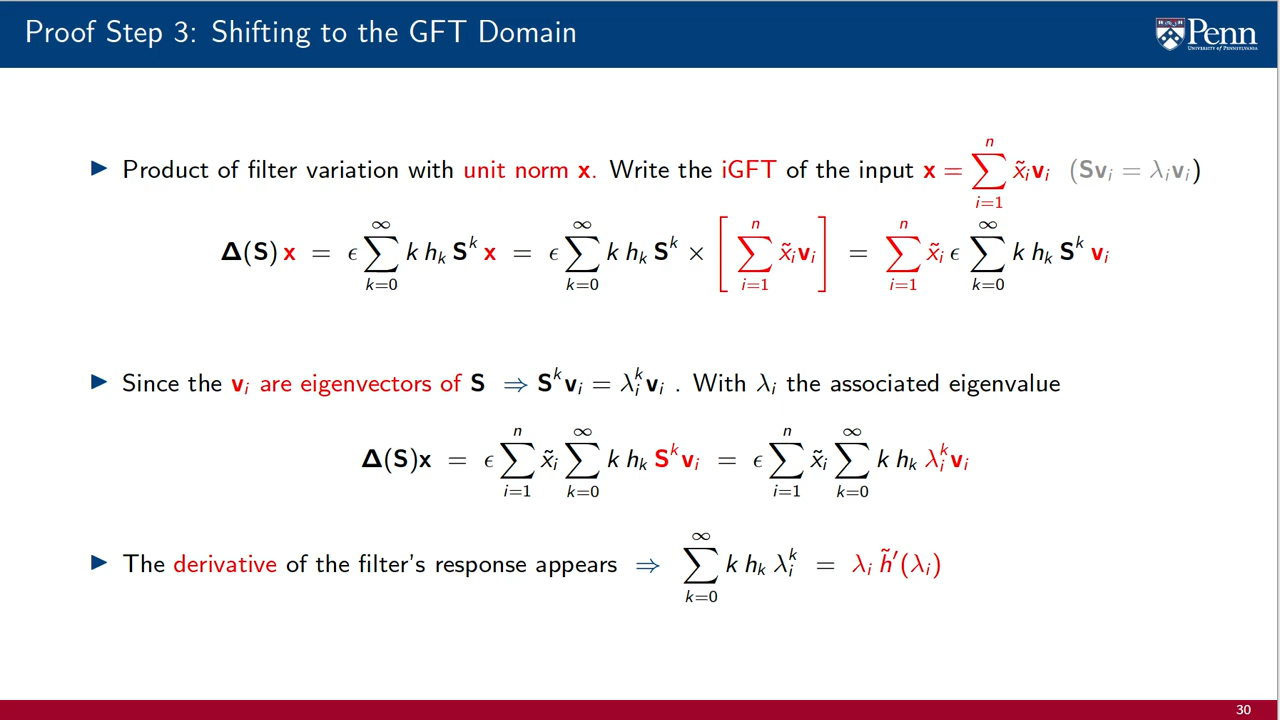 Proof Step 3: Shifting to the GFT Domain
Penn
UNIVERSITY of PENNSYLVANIA
▶ Product of filter variation with unit norm x. Write the iGFT of the input x = ∑_{i=1}^{n} x̃_i v_i (Sv_i = λ_i v_i)
Δ(S) x = ϵ ∑_{k=0}^{∞} k h_k S^k x = ϵ ∑_{k=0}^{∞} k h_k S^k × [ ∑_{i=1}^{n} x̃_i v_i ] = ∑_{i=1}^{n} x̃_i ϵ ∑_{k=0}^{∞} k h_k S^k v_i
▶ Since the v_i are eigenvectors of S ⇒ S^k v_i = λ_i^k v_i . With λ_i the associated eigenvalue
Δ(S)x = ϵ ∑_{i=1}^{n} x̃_i ∑_{k=0}^{∞} k h_k S^k v_i = ϵ ∑_{i=1}^{n} x̃_i ∑_{k=0}^{∞} k h_k λ_i^k v_i
▶ The derivative of the filter's response appears ⇒ ∑_{k=0}^{∞} k h_k λ_i^k = λ_i h̃′(λ_i)
30